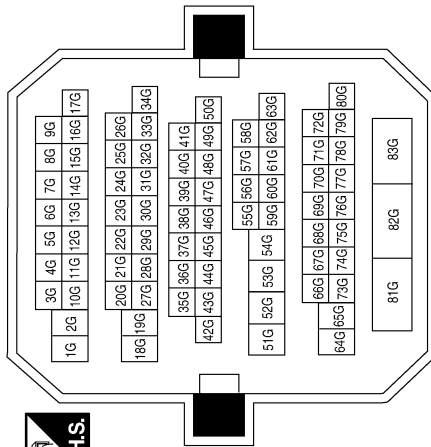 3G 4G 5G 6G 7G 8G 9G
1G 2G 10G 11G 12G 13G 14G 15G 16G 17G
20G 21G 22G 23G 24G 25G 26G
18G 19G 27G 28G 29G 30G 31G 32G 33G 34G
35G 36G 37G 38G 39G 40G 41G
42G 43G 44G 45G 46G 47G 48G 49G 50G
55G 56G 57G 58G
51G 52G 53G 54G 59G 60G 61G 62G 63G
66G 67G 68G 69G 70G 71G 72G
64G 65G 73G 74G 75G 76G 77G 78G 79G 80G
81G 82G 83G
H.S.